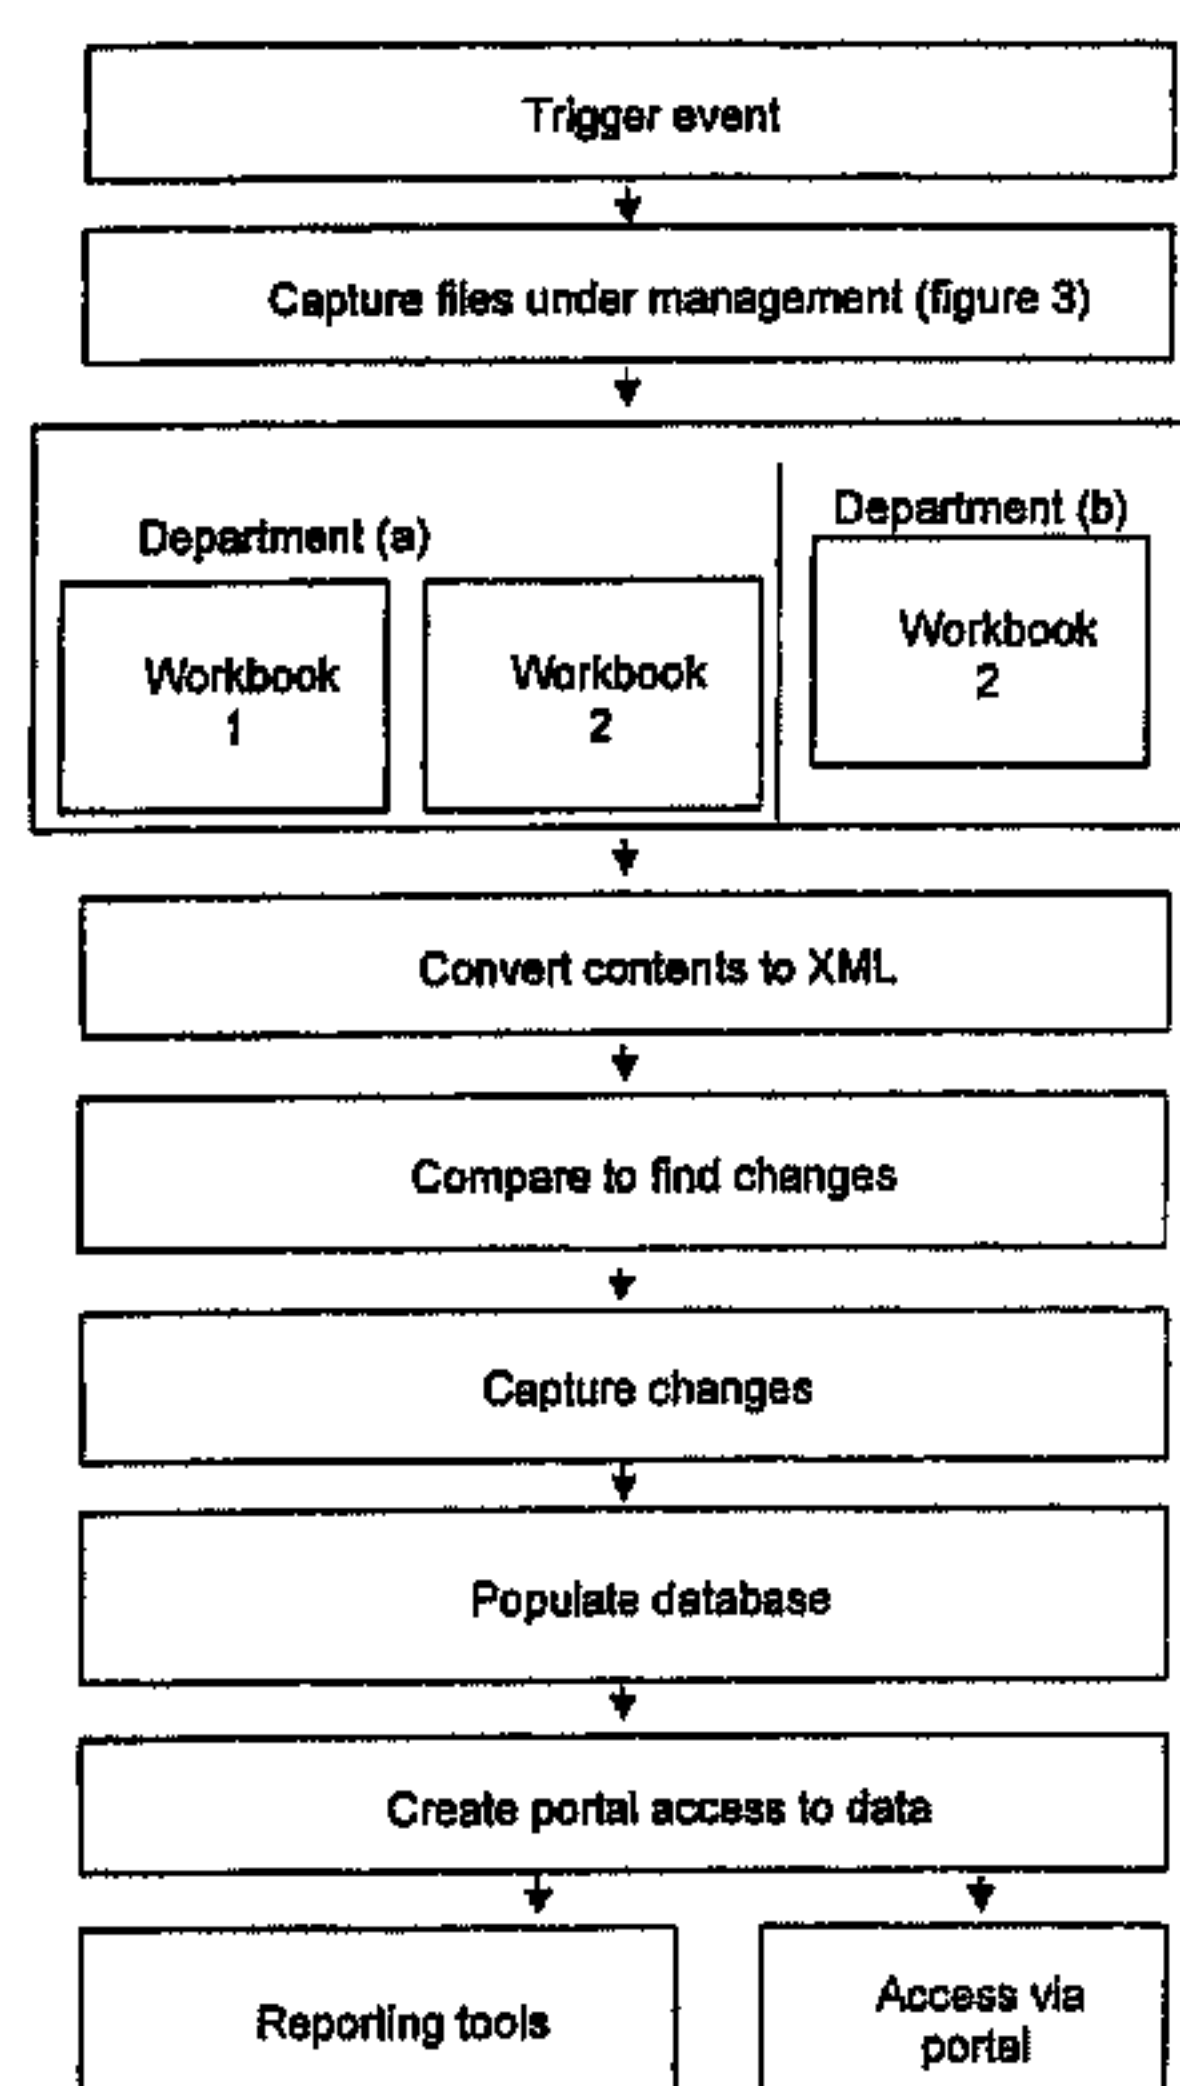 Trigger event
Capture files under management (figure 3)
Department (a)
Department (b)
Workbook
1
Workbook
2
Workbook
2
Convert contents to XML
Compare to find changes
Capture changes
Populate database
Create portal access to data
Reporting tools
Access via
portal